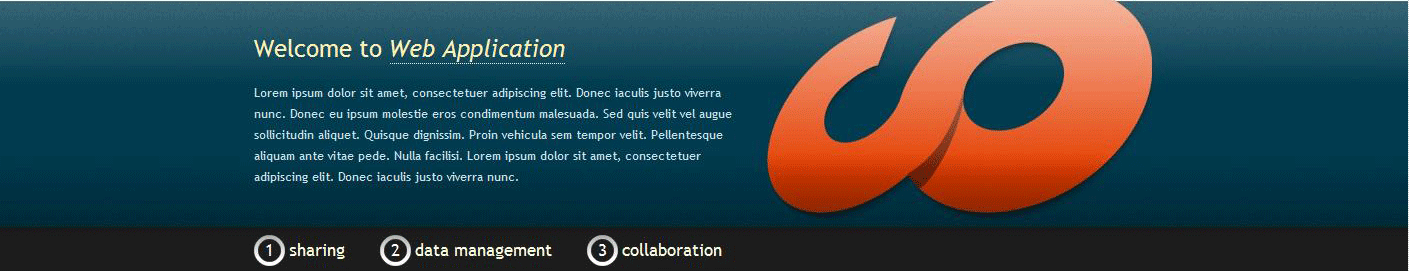 Welcome to Web Application
Lorem ipsum dolor sit amet, consectetuer adipiscing elit. Donec iaculis justo viverra
nunc. Donec eu ipsum molestie eros condimentum malesuada. Sed quis velit vel augue
sollicitudin aliquet. Quisque dignissim. Proin vehicula sem tempor velit. Pellentesque
aliquam ante vitae pede. Nulla facilisi. Lorem ipsum dolor sit amet, consectetuer
adipiscing elit. Donec iaculis justo viverra nunc.
1 sharing 2 data management 3 collaboration